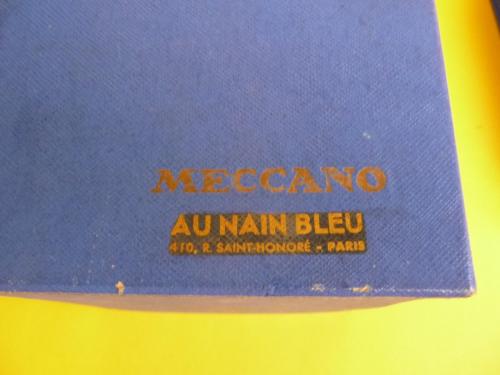 MECCANO
AU NAIN BLEU
410, R. SAINT-HONORÉ - PARIS